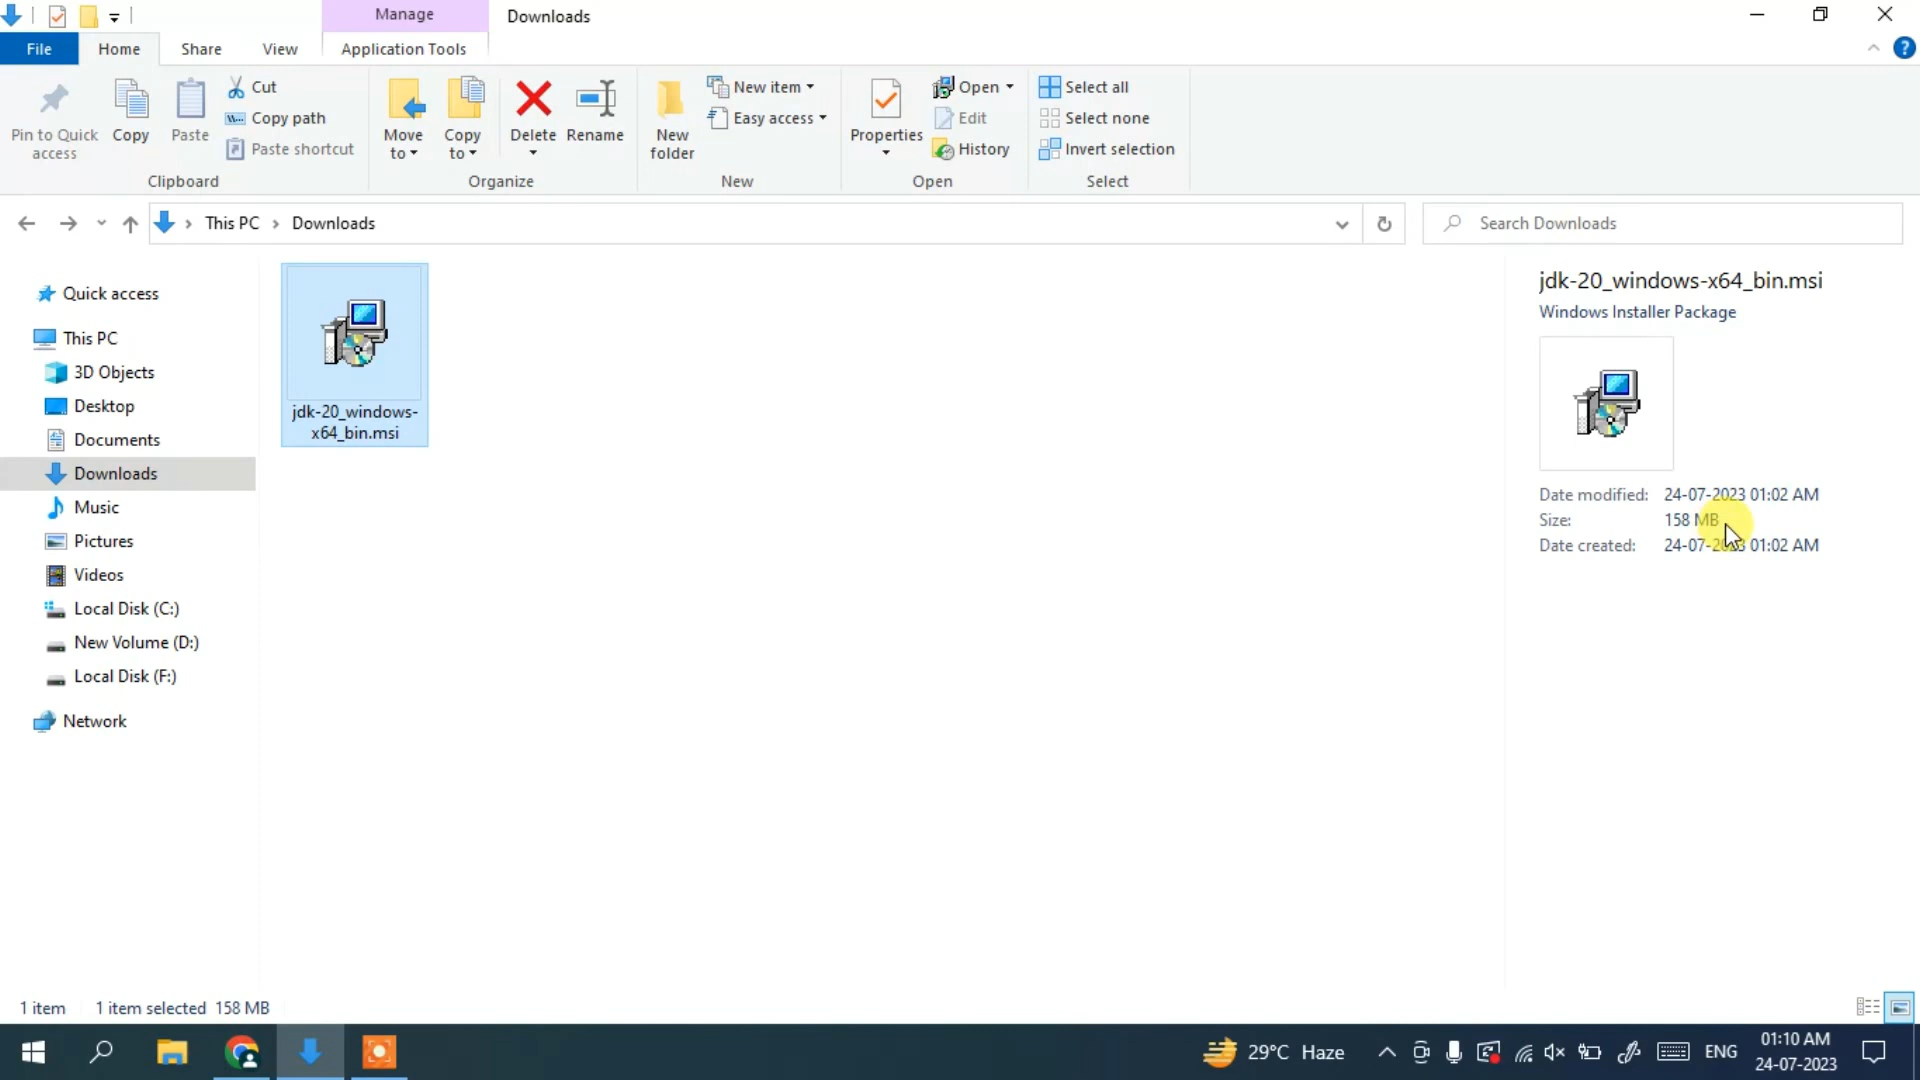 Manage
Downloads
File
Home
Share
View
Application Tools
Pin to Quick
access
Copy
Paste
Cut
Copy path
Paste shortcut
Clipboard
Move
to
Copy
to
Delete
Rename
Organize
New
folder
New item
Easy access
New
Properties
Open
Edit
History
Open
Select all
Select none
Invert selection
Select
This PC
Downloads
Search Downloads
Quick access
This PC
3D Objects
Desktop
Documents
Downloads
Music
Pictures
Videos
Local Disk (C:)
New Volume (D:)
Local Disk (F:)
Network
jdk-20_windows-
x64_bin.msi
jdk-20_windows-x64_bin.msi
Windows Installer Package
Date modified: 24-07-2023 01:02 AM
Size: 158 MB
Date created: 24-07-2023 01:02 AM
1 item 1 item selected 158 MB
29°C Haze
ENG
01:10 AM
24-07-2023